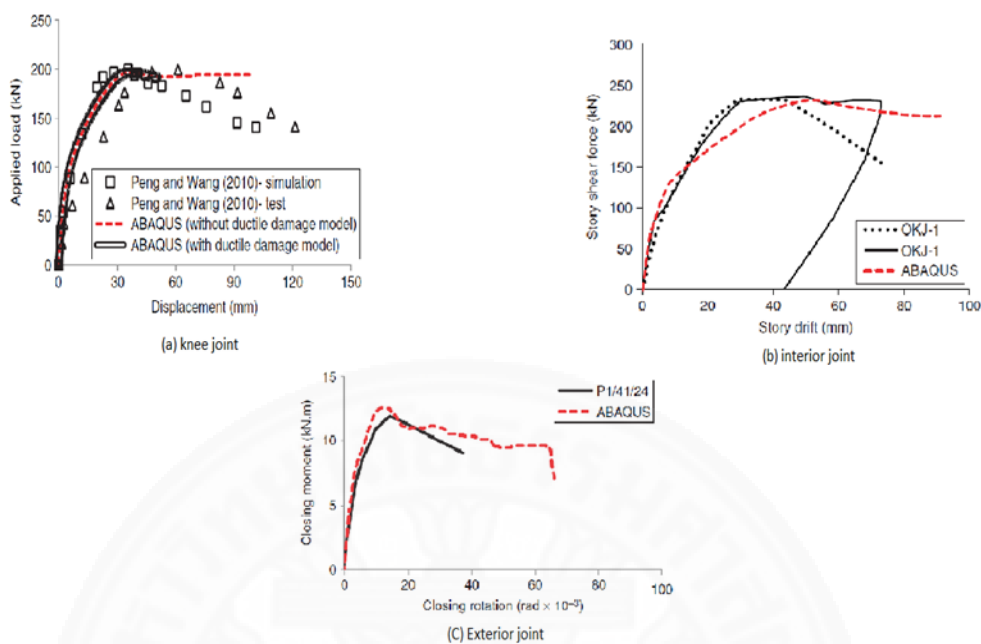 250
200
150
100
50
0
Applied load (kN)
Peng and Wang (2010)- simulation
Peng and Wang (2010)- test
ABAQUS (without ductile damage model)
ABAQUS (with ductile damage model)
0 30 60 90 120 150
Displacement (mm)
(a) knee joint
300
250
200
150
100
50
0
Story shear force (kN)
OKJ-1
OKJ-1
ABAQUS
0 20 40 60 80 100
Story drift (mm)
(b) interior joint
15
10
5
0
Closing moment (kN.m)
P1/41/24
ABAQUS
0 20 40 60 80 100
Closing rotation (rad × 10⁻³)
(C) Exterior joint